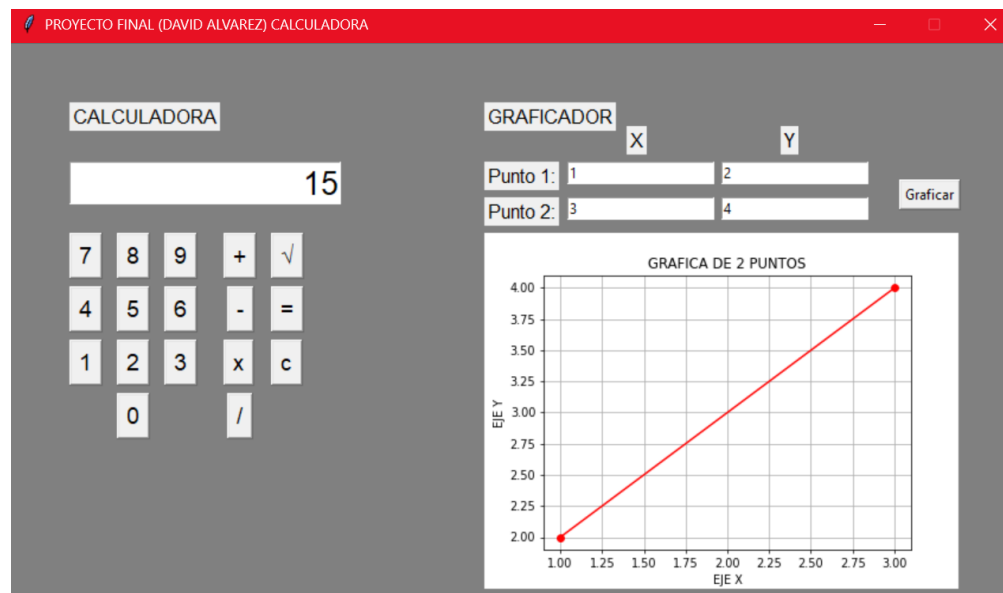 PROYECTO FINAL (DAVID ALVAREZ) CALCULADORA
CALCULADORA
15
7 8 9 + √
4 5 6 - =
1 2 3 x c
0 /
GRAFICADOR
X Y
Punto 1: 1 2
Punto 2: 3 4
Graficar
GRAFICA DE 2 PUNTOS
4.00
3.75
3.50
3.25
3.00
2.75
2.50
2.25
2.00
EJE Y
1.00 1.25 1.50 1.75 2.00 2.25 2.50 2.75 3.00
EJE X